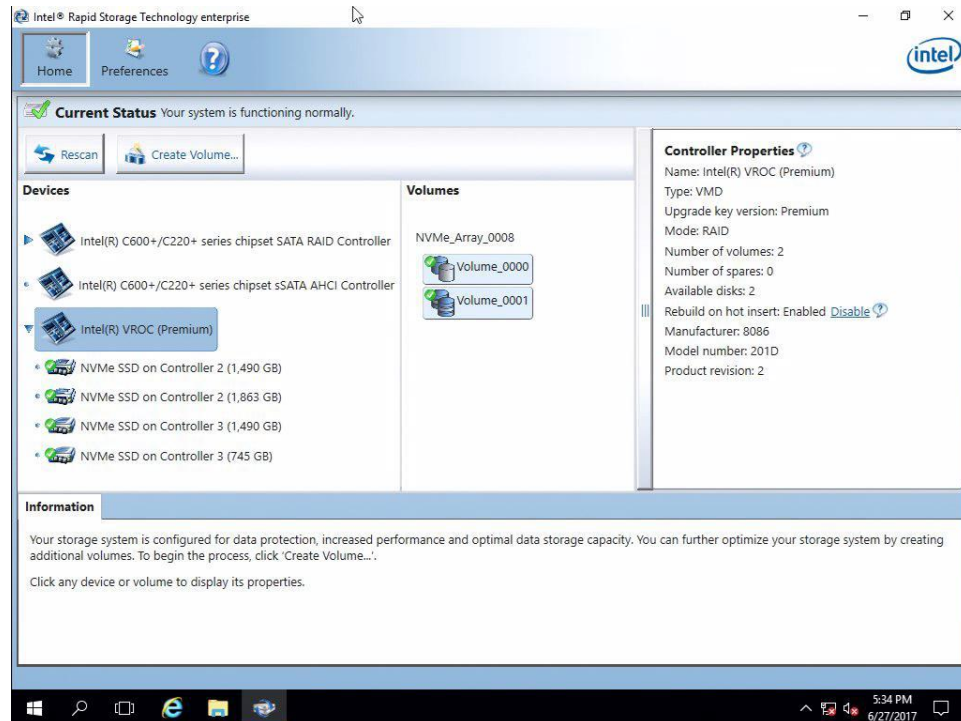 Intel® Rapid Storage Technology enterprise
Home
Preferences
intel
Current Status Your system is functioning normally.
Rescan
Create Volume...
Devices
Intel(R) C600+/C220+ series chipset SATA RAID Controller
Intel(R) C600+/C220+ series chipset sSATA AHCI Controller
Intel(R) VROC (Premium)
NVMe SSD on Controller 2 (1,490 GB)
NVMe SSD on Controller 2 (1,863 GB)
NVMe SSD on Controller 3 (1,490 GB)
NVMe SSD on Controller 3 (745 GB)
Volumes
NVMe_Array_0008
Volume_0000
Volume_0001
Controller Properties ?
Name: Intel(R) VROC (Premium)
Type: VMD
Upgrade key version: Premium
Mode: RAID
Number of volumes: 2
Number of spares: 0
Available disks: 2
Rebuild on hot insert: Enabled Disable ?
Manufacturer: 8086
Model number: 201D
Product revision: 2
Information
Your storage system is configured for data protection, increased performance and optimal data storage capacity. You can further optimize your storage system by creating
additional volumes. To begin the process, click 'Create Volume...'.
Click any device or volume to display its properties.
5:34 PM
6/27/2017